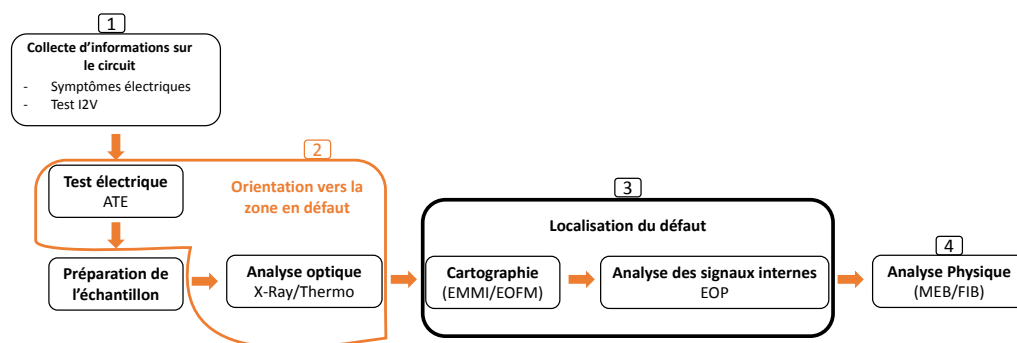 1
Collecte d'informations sur
le circuit
- Symptômes électriques
- Test I2V
2
Test électrique
ATE
Orientation vers la
zone en défaut
3
Localisation du défaut
4
Préparation de
l'échantillon
Analyse optique
X-Ray/Thermo
Cartographie
(EMMI/EOFM)
Analyse des signaux internes
EOP
Analyse Physique
(MEB/FIB)